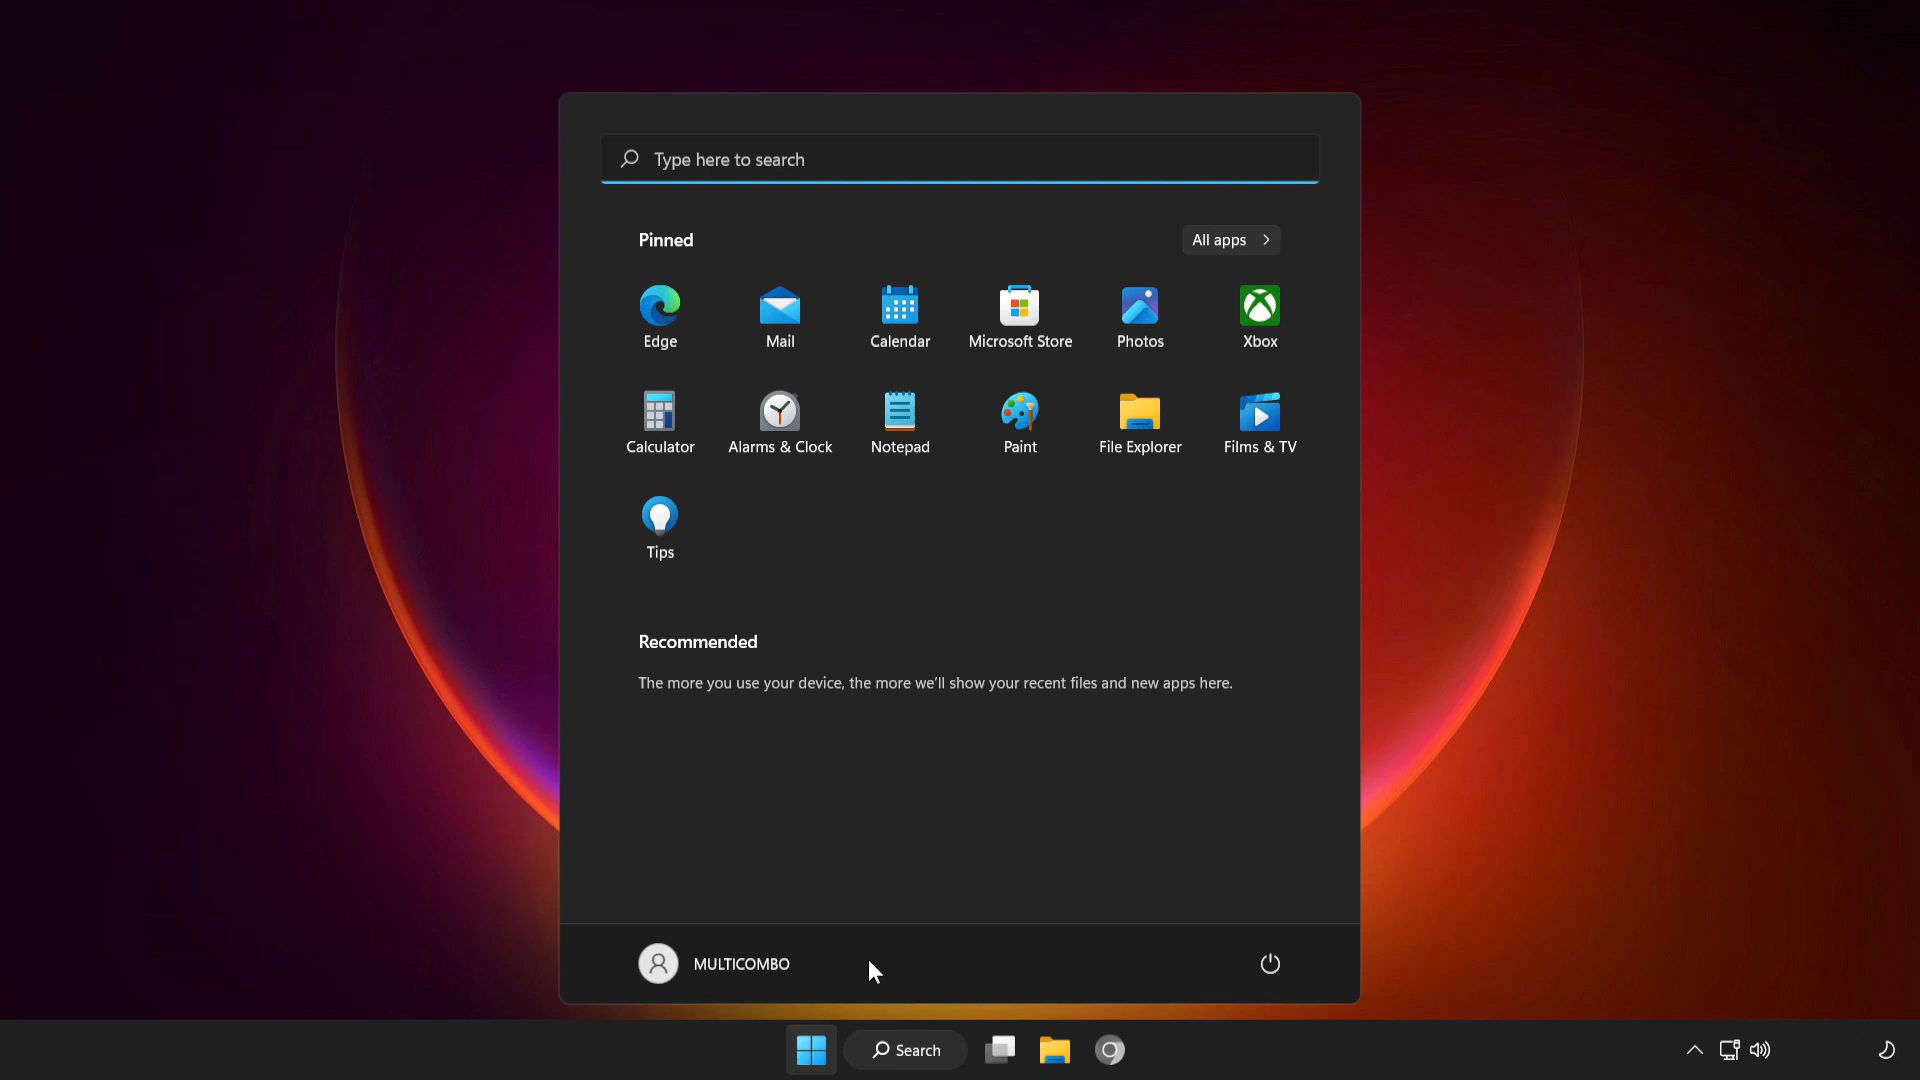 Type here to search
Pinned
All apps
Edge
Mail
Calendar
Microsoft Store
Photos
Xbox
Calculator
Alarms & Clock
Notepad
Paint
File Explorer
Films & TV
Tips
Recommended
The more you use your device, the more we’ll show your recent files and new apps here.
MULTICOMBO
Search